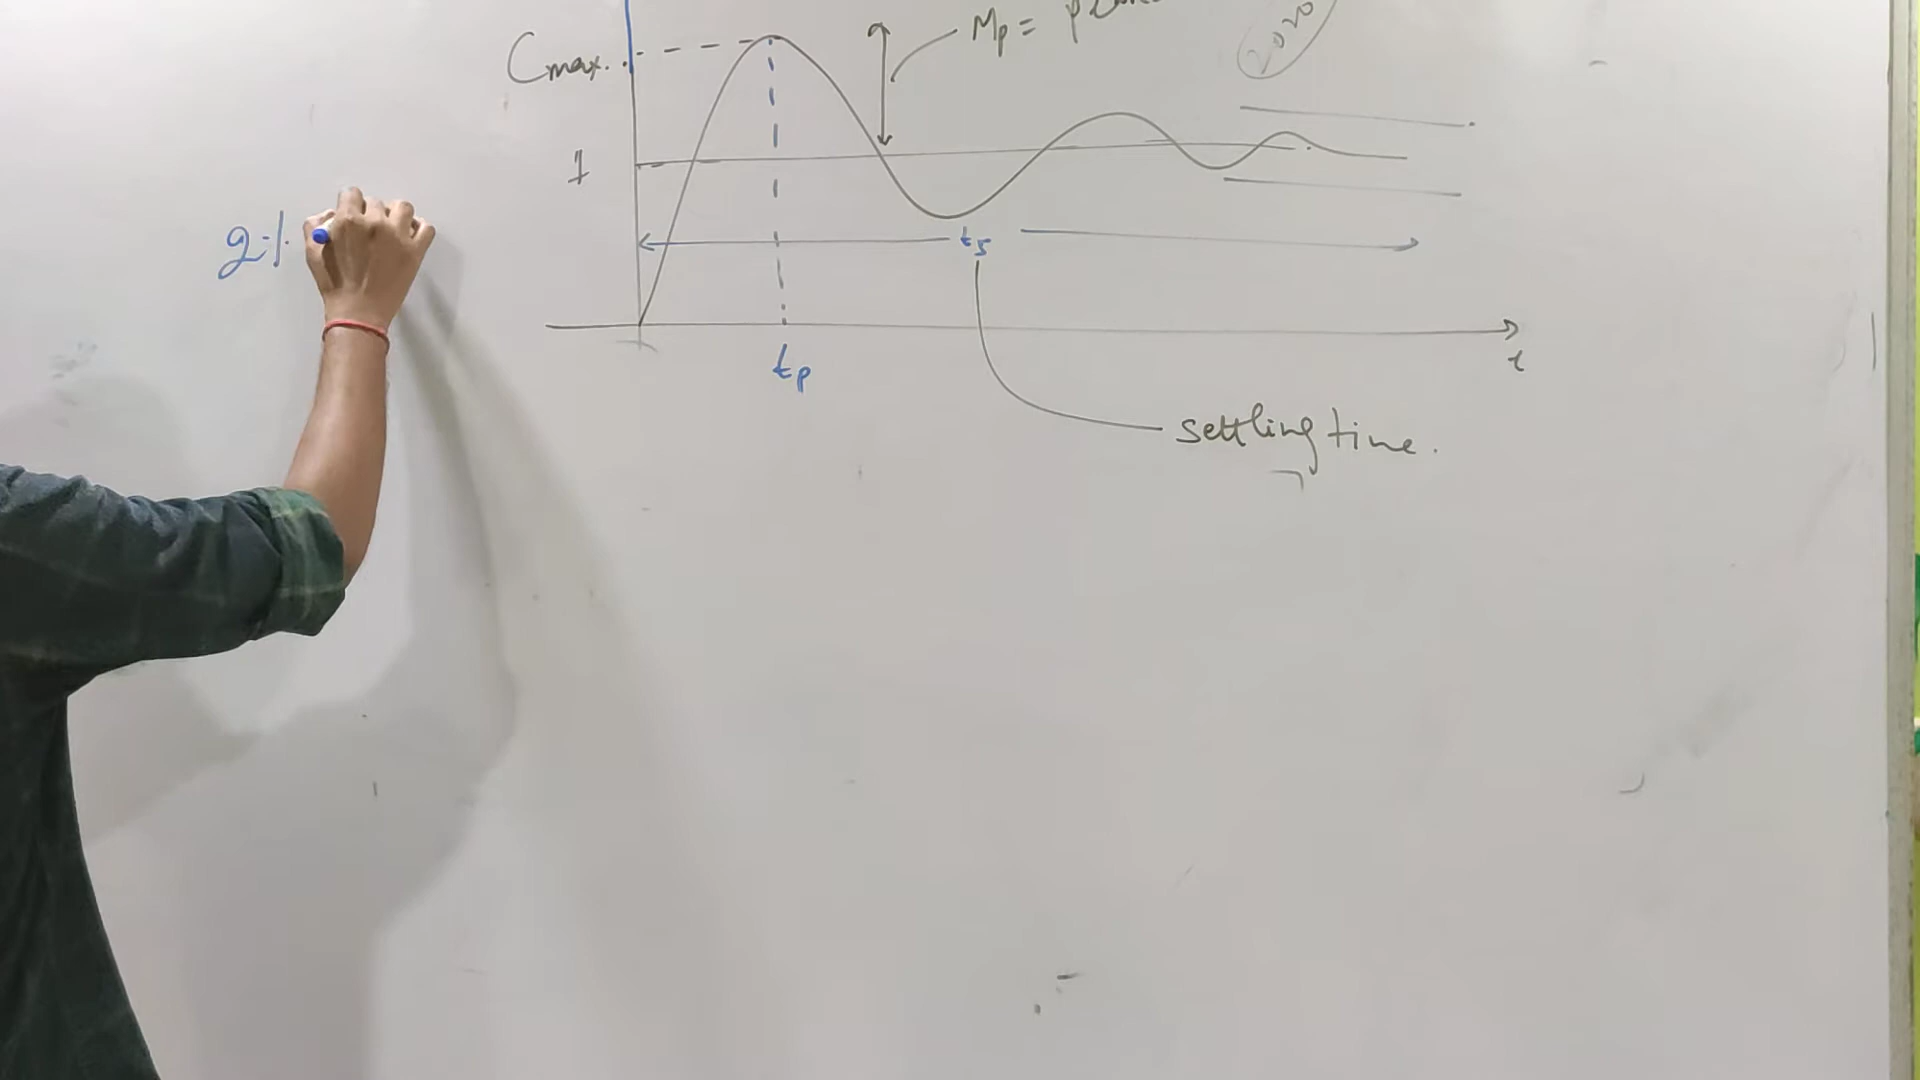 Mp =
Cmax.
1
2%
ts
t
tp
settling time.